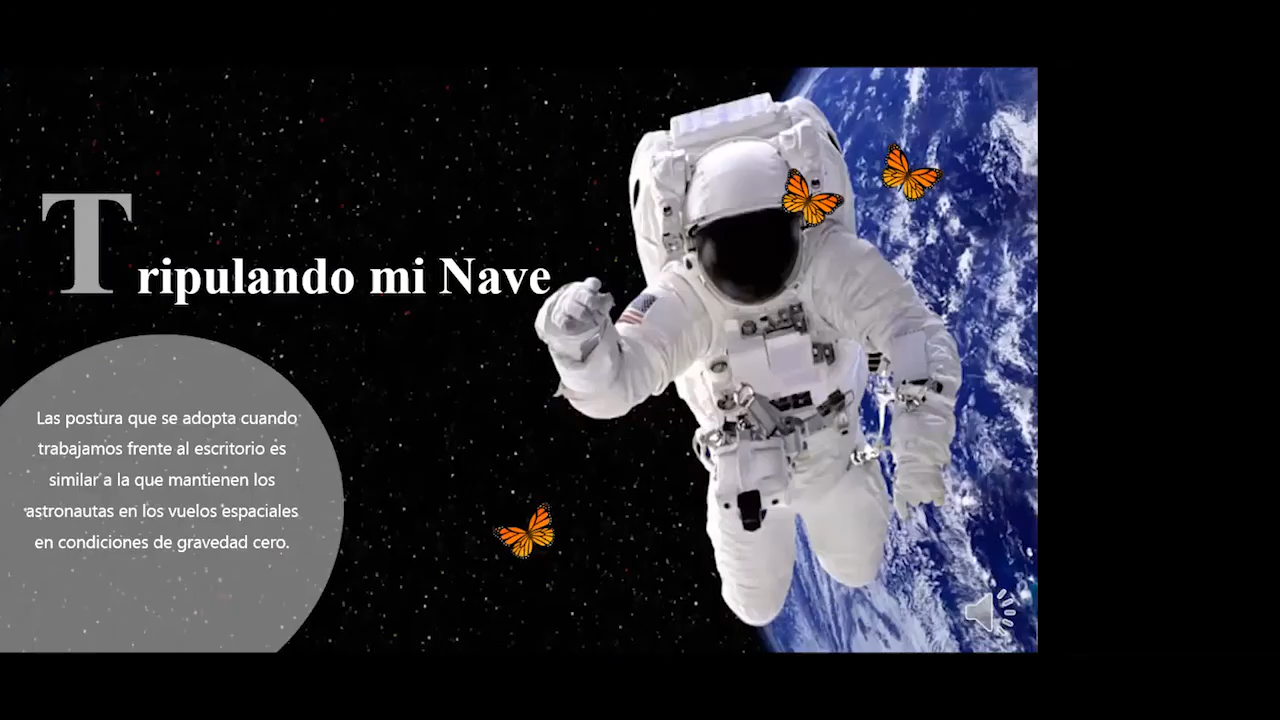 Tripulando mi Nave
Las postura que se adopta cuando
trabajamos frente al escritorio es
similar a la que mantienen los
astronautas en los vuelos espaciales
en condiciones de gravedad cero.